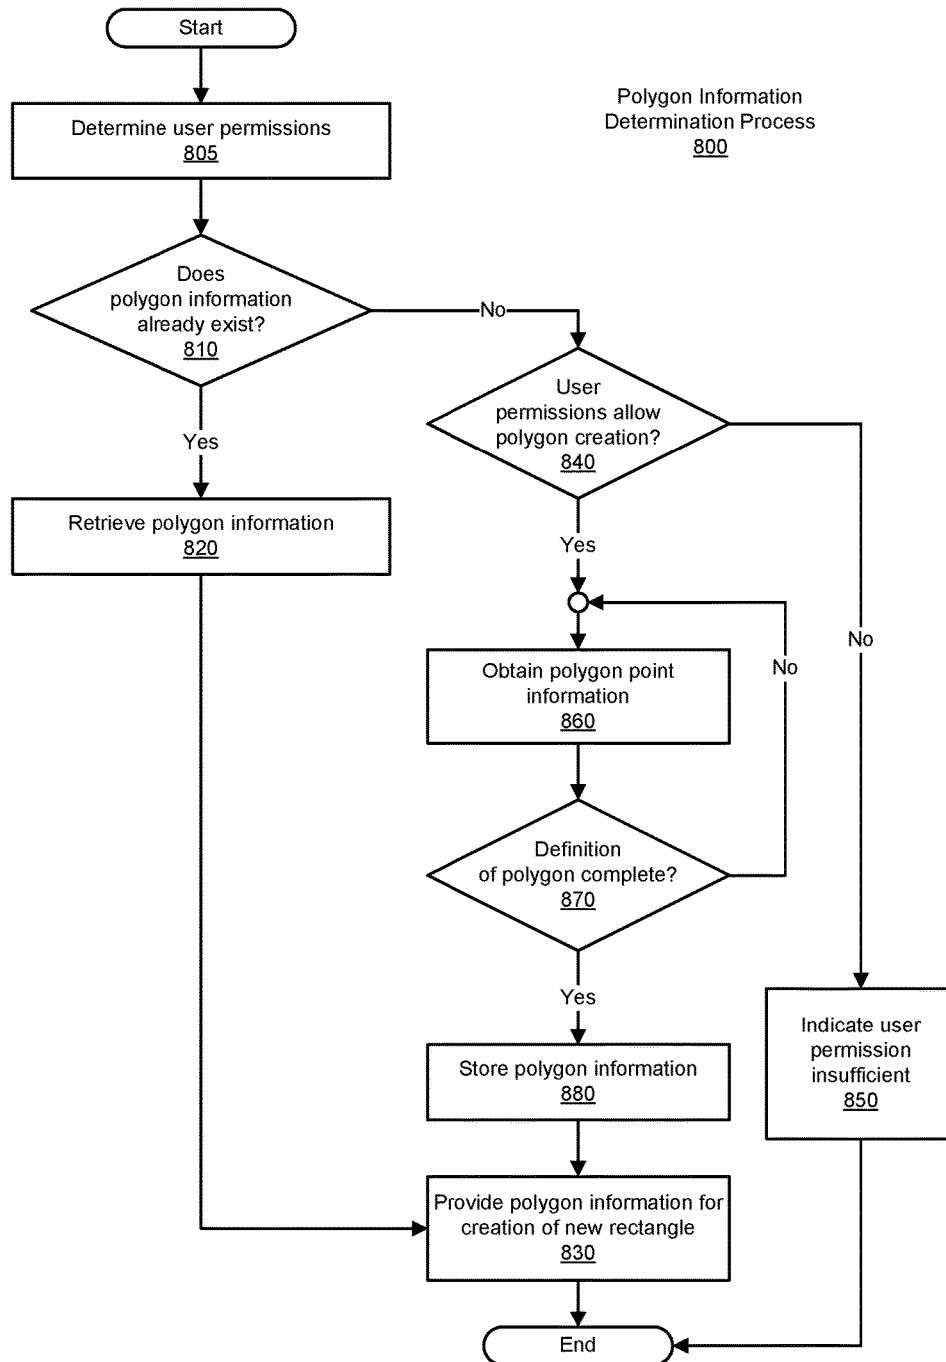 Start
Polygon Information
Determination Process
800
Determine user permissions
805
Does
polygon information
already exist?
810
No
User
permissions allow
polygon creation?
840
Yes
Retrieve polygon information
820
Yes
No
No
Obtain polygon point
information
860
Definition
of polygon complete?
870
Yes
Indicate user
permission
insufficient
850
Store polygon information
880
Provide polygon information for
creation of new rectangle
830
End